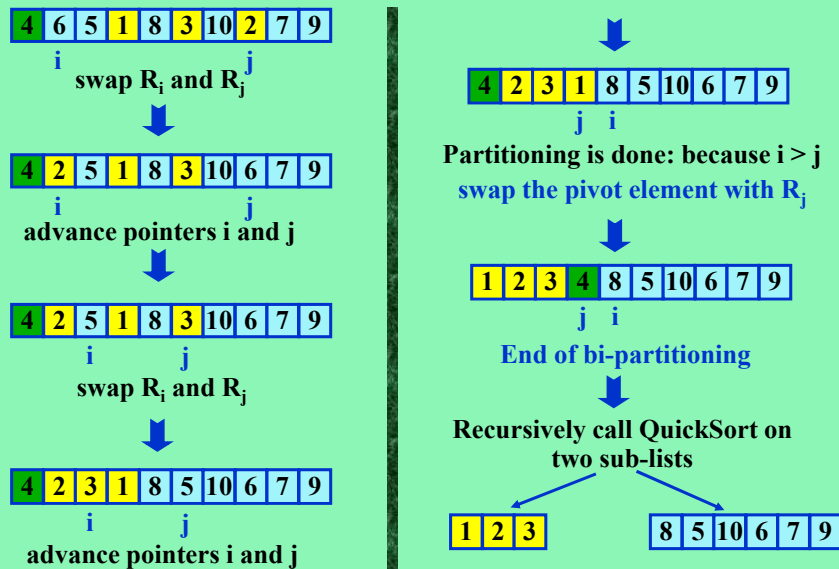 4 6 5 1 8 3 10 2 7 9
i j
swap Ri and Rj
4 2 5 1 8 3 10 6 7 9
i j
advance pointers i and j
4 2 5 1 8 3 10 6 7 9
i j
swap Ri and Rj
4 2 3 1 8 5 10 6 7 9
i j
advance pointers i and j
4 2 3 1 8 5 10 6 7 9
j i
Partitioning is done: because i > j
swap the pivot element with Rj
1 2 3 4 8 5 10 6 7 9
j i
End of bi-partitioning
Recursively call QuickSort on
two sub-lists
1 2 3 8 5 10 6 7 9